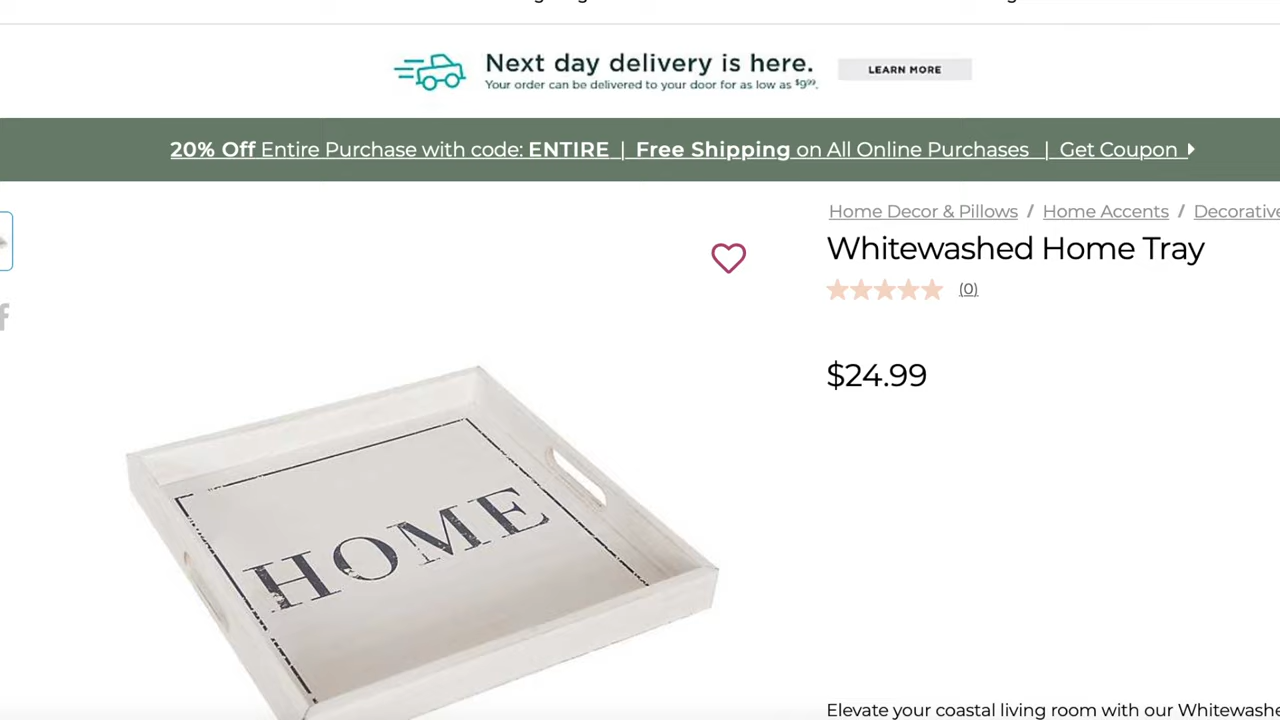 Next day delivery is here.
Your order can be delivered to your door for as low as $9⁹⁹.
LEARN MORE
20% Off Entire Purchase with code: ENTIRE | Free Shipping on All Online Purchases | Get Coupon
Home Decor & Pillows / Home Accents / Decorative
Whitewashed Home Tray
(0)
$24.99
HOME
Elevate your coastal living room with our Whitewashe